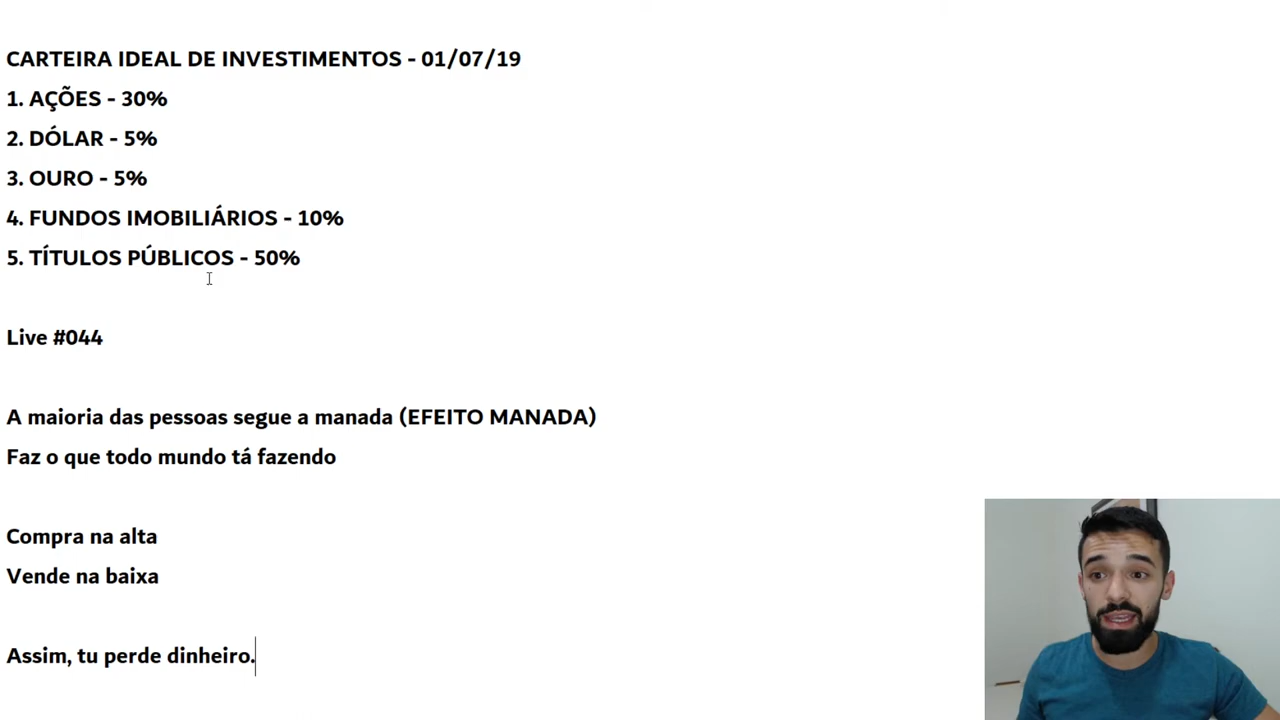 CARTEIRA IDEAL DE INVESTIMENTOS - 01/07/19
1. AÇÕES - 30%
2. DÓLAR - 5%
3. OURO - 5%
4. FUNDOS IMOBILIÁRIOS - 10%
5. TÍTULOS PÚBLICOS - 50%
Live #044
A maioria das pessoas segue a manada (EFEITO MANADA)
Faz o que todo mundo tá fazendo
Compra na alta
Vende na baixa
Assim, tu perde dinheiro.